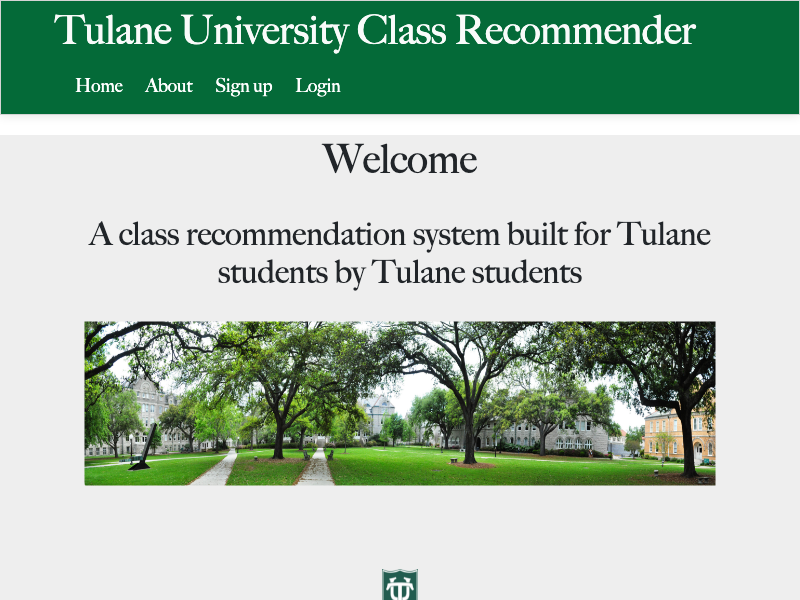 Tulane University Class Recommender
Home About Sign up Login
Welcome
A class recommendation system built for Tulane
students by Tulane students